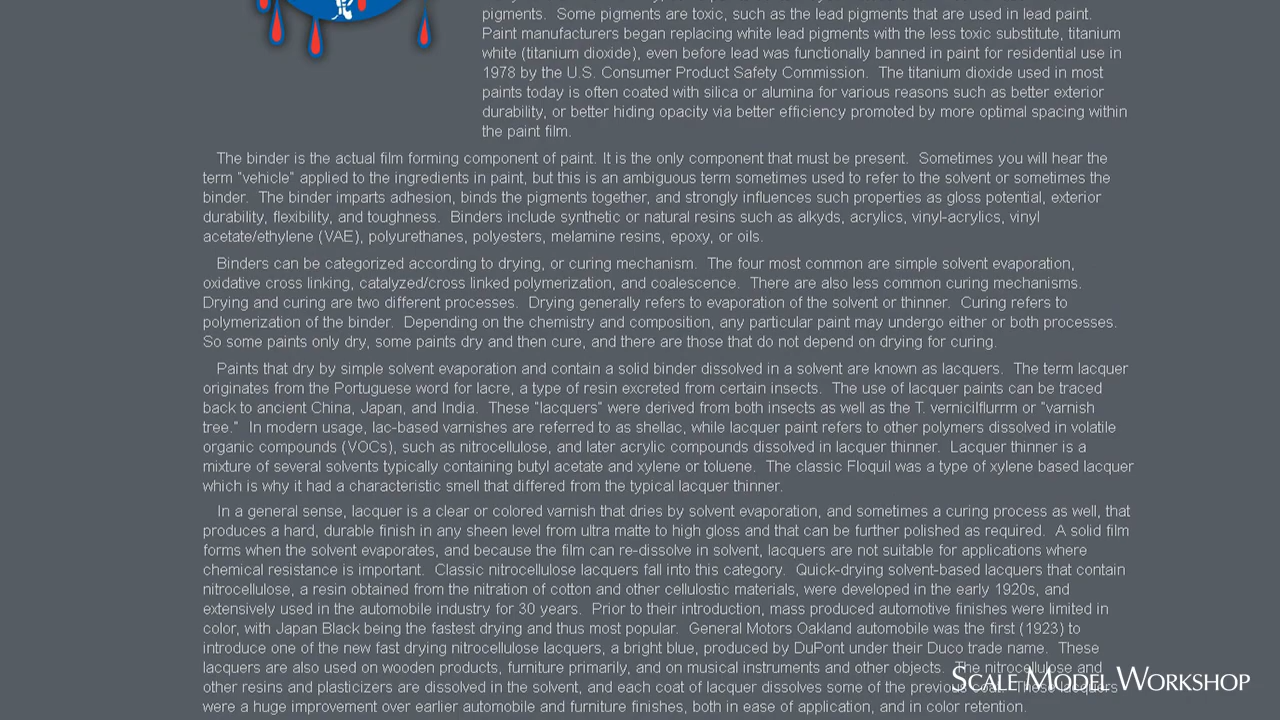 pigments.  Some pigments are toxic, such as the lead pigments that are used in lead paint.
Paint manufacturers began replacing white lead pigments with the less toxic substitute, titanium
white (titanium dioxide), even before lead was functionally banned in paint for residential use in
1978 by the U.S. Consumer Product Safety Commission.  The titanium dioxide used in most
paints today is often coated with silica or alumina for various reasons such as better exterior
durability, or better hiding opacity via better efficiency promoted by more optimal spacing within
the paint film.
The binder is the actual film forming component of paint. It is the only component that must be present.  Sometimes you will hear the
term "vehicle" applied to the ingredients in paint, but this is an ambiguous term sometimes used to refer to the solvent or sometimes the
binder.  The binder imparts adhesion, binds the pigments together, and strongly influences such properties as gloss potential, exterior
durability, flexibility, and toughness.  Binders include synthetic or natural resins such as alkyds, acrylics, vinyl-acrylics, vinyl
acetate/ethylene (VAE), polyurethanes, polyesters, melamine resins, epoxy, or oils.
Binders can be categorized according to drying, or curing mechanism.  The four most common are simple solvent evaporation,
oxidative cross linking, catalyzed/cross linked polymerization, and coalescence.  There are also less common curing mechanisms.
Drying and curing are two different processes.  Drying generally refers to evaporation of the solvent or thinner.  Curing refers to
polymerization of the binder.  Depending on the chemistry and composition, any particular paint may undergo either or both processes.
So some paints only dry, some paints dry and then cure, and there are those that do not depend on drying for curing.
Paints that dry by simple solvent evaporation and contain a solid binder dissolved in a solvent are known as lacquers.  The term lacquer
originates from the Portuguese word for lacre, a type of resin excreted from certain insects.  The use of lacquer paints can be traced
back to ancient China, Japan, and India.  These "lacquers" were derived from both insects as well as the T. vernicilflurrm or "varnish
tree."  In modern usage, lac-based varnishes are referred to as shellac, while lacquer paint refers to other polymers dissolved in volatile
organic compounds (VOCs), such as nitrocellulose, and later acrylic compounds dissolved in lacquer thinner.  Lacquer thinner is a
mixture of several solvents typically containing butyl acetate and xylene or toluene.  The classic Floquil was a type of xylene based lacquer
which is why it had a characteristic smell that differed from the typical lacquer thinner.
In a general sense, lacquer is a clear or colored varnish that dries by solvent evaporation, and sometimes a curing process as well, that
produces a hard, durable finish in any sheen level from ultra matte to high gloss and that can be further polished as required.  A solid film
forms when the solvent evaporates, and because the film can re-dissolve in solvent, lacquers are not suitable for applications where
chemical resistance is important.  Classic nitrocellulose lacquers fall into this category.  Quick-drying solvent-based lacquers that contain
nitrocellulose, a resin obtained from the nitration of cotton and other cellulostic materials, were developed in the early 1920s, and
extensively used in the automobile industry for 30 years.  Prior to their introduction, mass produced automotive finishes were limited in
color, with Japan Black being the fastest drying and thus most popular.  General Motors Oakland automobile was the first (1923) to
introduce one of the new fast drying nitrocellulose lacquers, a bright blue, produced by DuPont under their Duco trade name.  These
lacquers are also used on wooden products, furniture primarily, and on musical instruments and other objects.  The nitrocellulose and
other resins and plasticizers are dissolved in the solvent, and each coat of lacquer dissolves some of the previous coat.  These lacquers
were a huge improvement over earlier automobile and furniture finishes, both in ease of application, and in color retention.
SCALE MODEL WORKSHOP